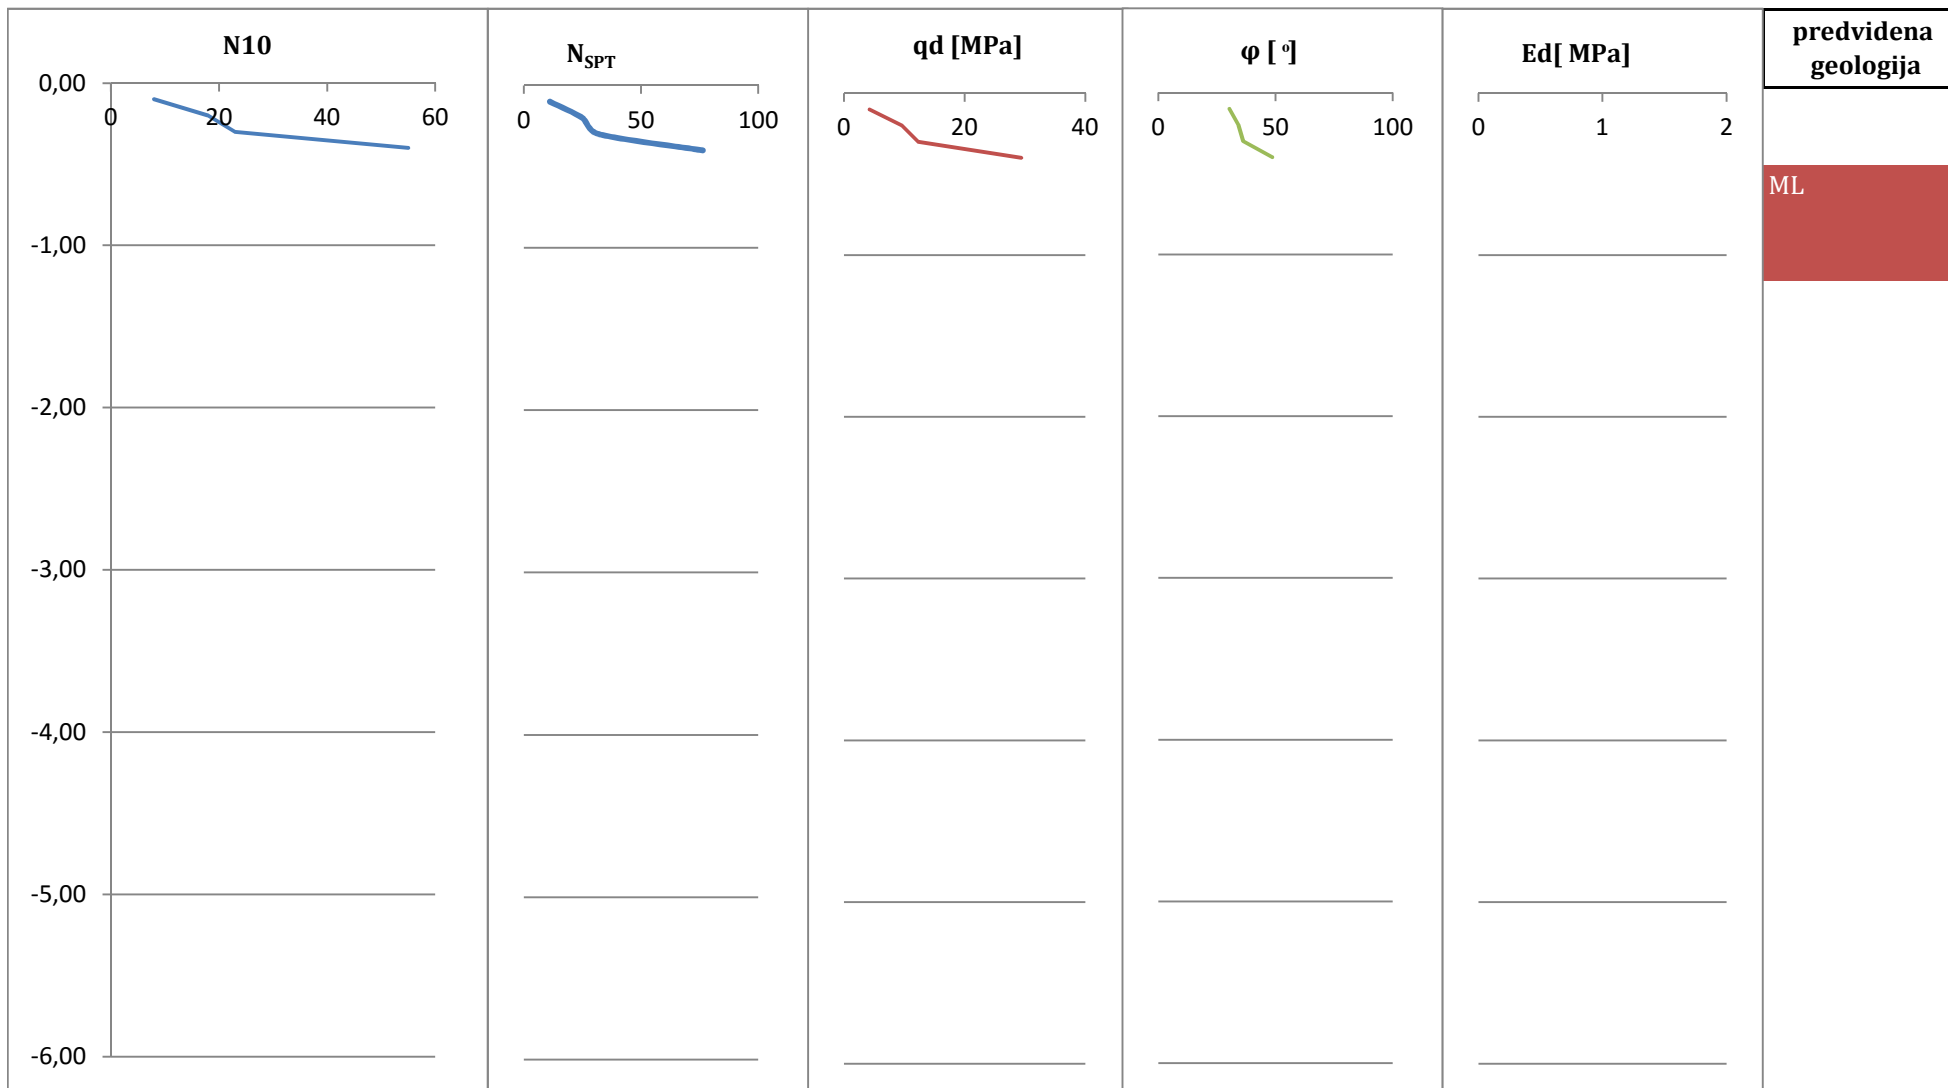 N10
N_SPT
qd [MPa]
φ [ º]
Ed[ MPa]
predvidena
geologija
0,00
0 20 40 60
0 50 100
0 20 40
0 50 100
0 1 2
ML
-1,00
-2,00
-3,00
-4,00
-5,00
-6,00